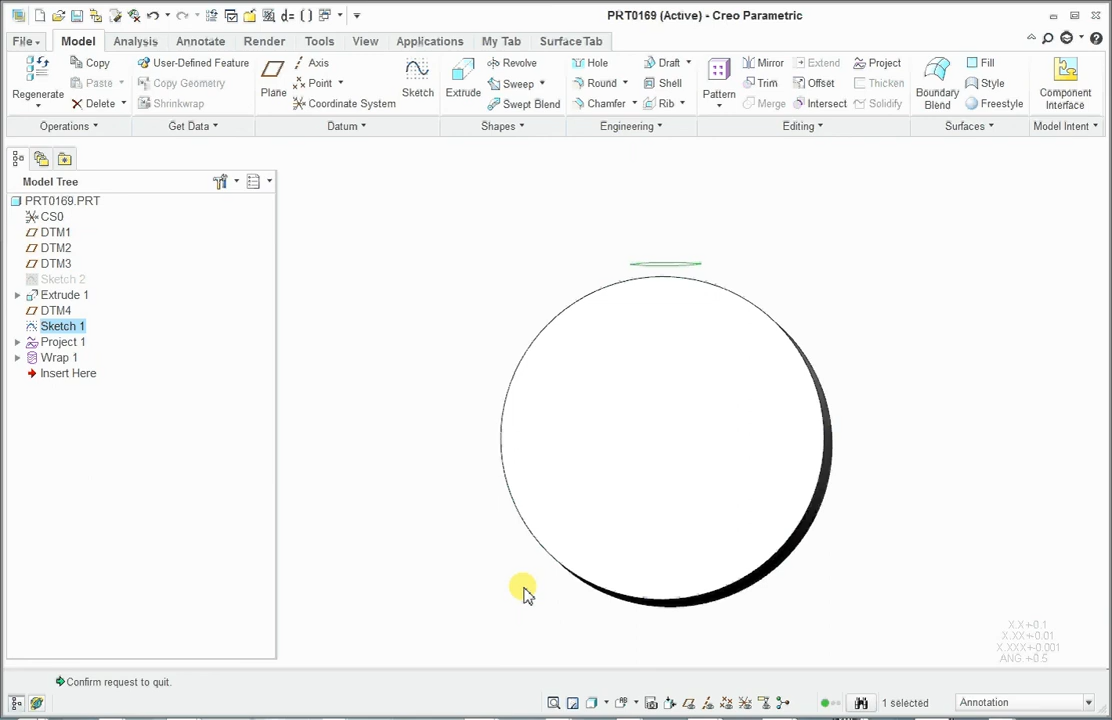 PRT0169 (Active) - Creo Parametric
File Model Analysis Annotate Render Tools View Applications My Tab SurfaceTab
Regenerate
Copy
Paste
Delete
Operations
User-Defined Feature
Copy Geometry
Shrinkwrap
Get Data
Plane
Axis
Point
Coordinate System
Sketch
Datum
Extrude
Revolve
Sweep
Swept Blend
Shapes
Hole
Round
Chamfer
Draft
Shell
Rib
Engineering
Pattern
Mirror
Trim
Merge
Extend
Offset
Intersect
Project
Thicken
Solidify
Editing
Boundary
Blend
Fill
Style
Freestyle
Surfaces
Component
Interface
Model Intent
Model Tree
PRT0169.PRT
CS0
DTM1
DTM2
DTM3
Sketch 2
Extrude 1
DTM4
Sketch 1
Project 1
Wrap 1
Insert Here
X.X+-0.1
X.XX+-0.01
X.XXX+-0.001
ANG.+-0.5
Confirm request to quit.
1 selected
Annotation